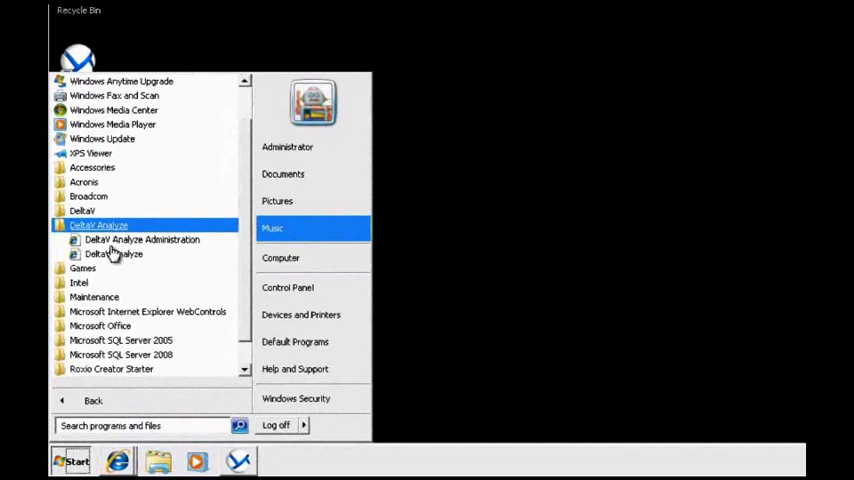 Recycle Bin
Windows Anytime Upgrade
Windows Fax and Scan
Windows Media Center
Windows Media Player
Windows Update
XPS Viewer
Accessories
Acronis
Broadcom
DeltaV
DeltaV Analyze
DeltaV Analyze Administration
DeltaV Analyze
Games
Intel
Maintenance
Microsoft Internet Explorer WebControls
Microsoft Office
Microsoft SQL Server 2005
Microsoft SQL Server 2008
Roxio Creator Starter
Back
Search programs and files
Administrator
Documents
Pictures
Music
Computer
Control Panel
Devices and Printers
Default Programs
Help and Support
Windows Security
Log off
Start